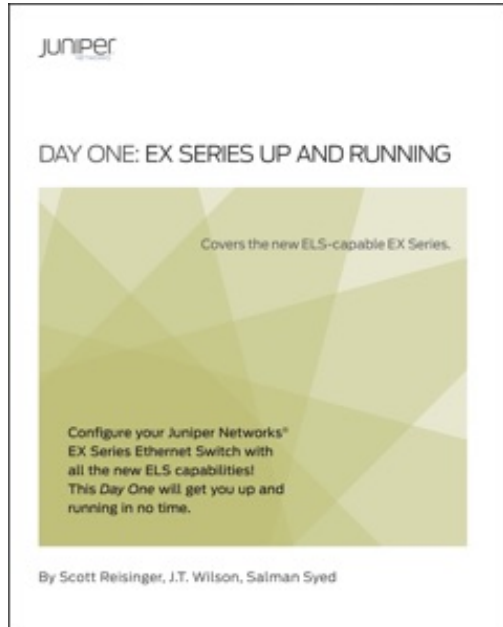 JUNIPER
NETWORKS
DAY ONE: EX SERIES UP AND RUNNING
Covers the new ELS-capable EX Series.
Configure your Juniper Networks®
EX Series Ethernet Switch with
all the new ELS capabilities!
This Day One will get you up and
running in no time.
By Scott Reisinger, J.T. Wilson, Salman Syed